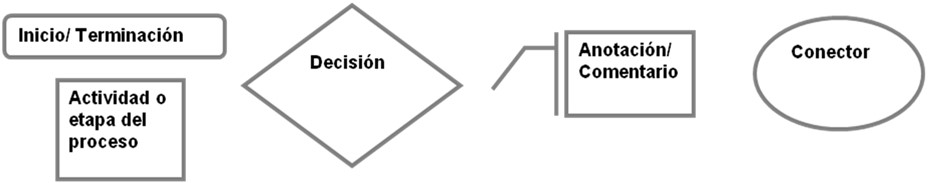 Inicio/ Terminación
Actividad o
etapa del
proceso
Decisión
Anotación/
Comentario
Conector